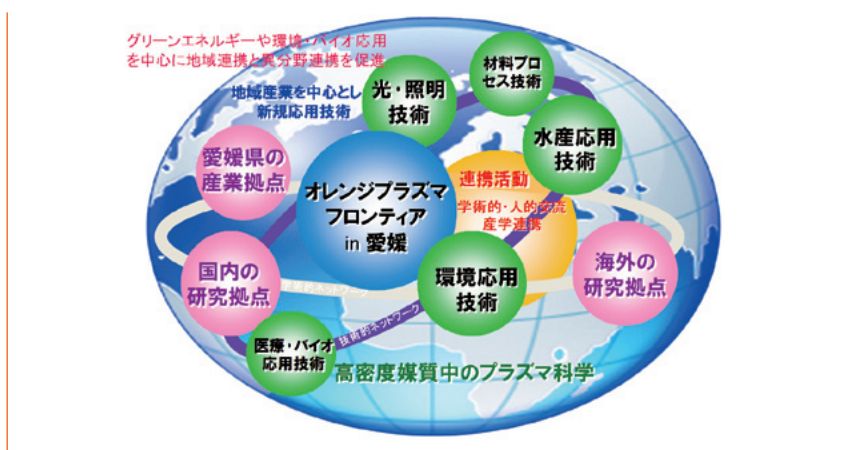 グリーンエネルギーや環境・バイオ応用
を中心に地域連携と異分野連携を促進
地域産業を中心とし
新規応用技術
光・照明
技術
材料プロ
セス技術
水産応用
技術
愛媛県の
産業拠点
オレンジプラズマ
フロンティア
in 愛媛
連携活動
学術的・人的交流
産学連携
国内の
研究拠点
学術的ネットワーク
環境応用
技術
海外の
研究拠点
医療・バイオ
応用技術
技術的ネットワーク
高密度媒質中のプラズマ科学